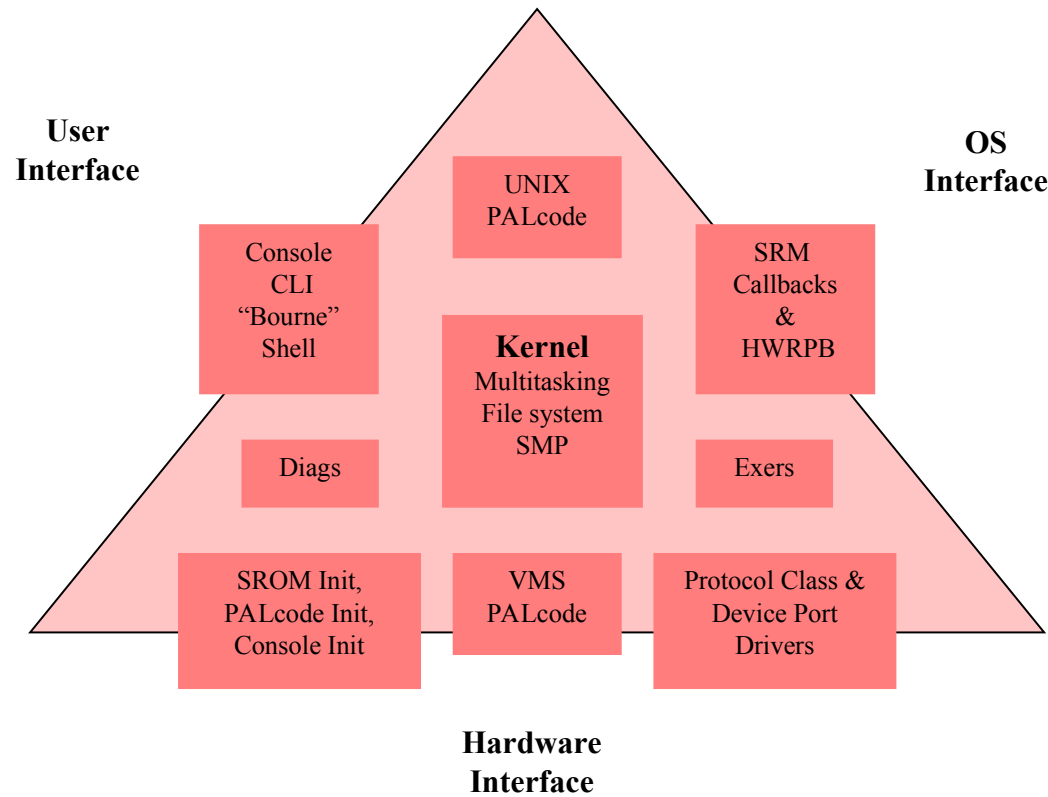 User
Interface
OS
Interface
UNIX
PALcode
Console
CLI
“Bourne”
Shell
SRM
Callbacks
&
HWRPB
Kernel
Multitasking
File system
SMP
Diags
Exers
SROM Init,
PALcode Init,
Console Init
VMS
PALcode
Protocol Class &
Device Port
Drivers
Hardware
Interface